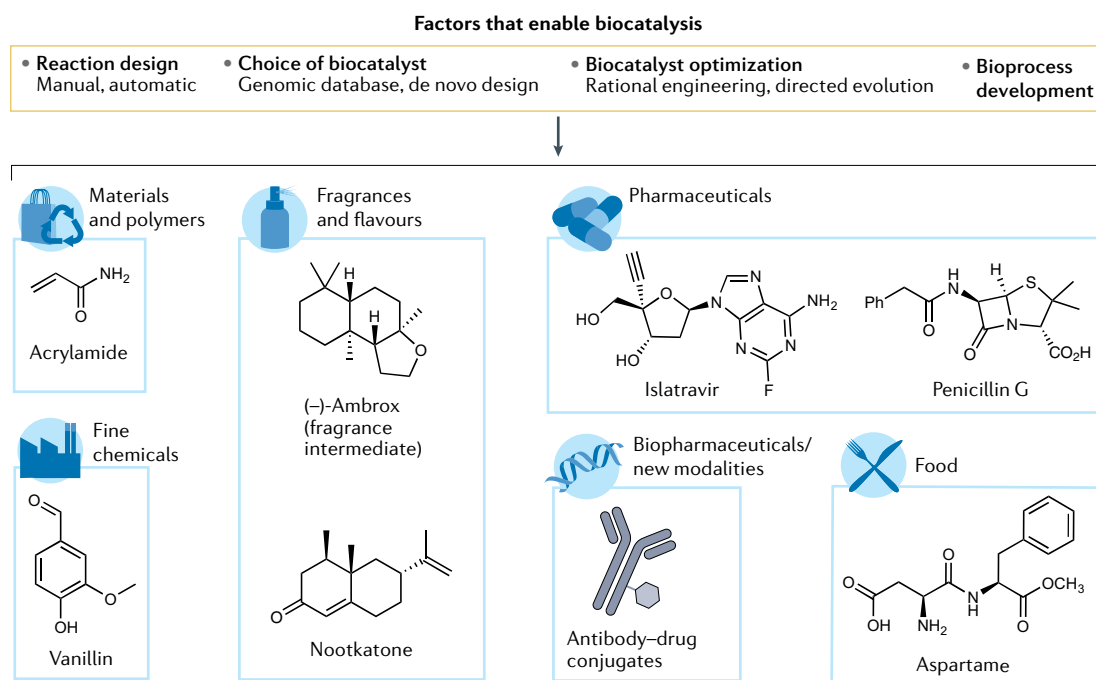 Factors that enable biocatalysis
• Reaction design
Manual, automatic
• Choice of biocatalyst
Genomic database, de novo design
• Biocatalyst optimization
Rational engineering, directed evolution
• Bioprocess
development
Materials
and polymers
NH₂
O
Acrylamide
Fine
chemicals
O
O
OH
Vanillin
Fragrances
and flavours
H
H
O
(–)-Ambrox
(fragrance
intermediate)
O
Nootkatone
Pharmaceuticals
HO
O
HO
N
N
N
N
NH₂
F
Islatravir
Ph
O
H
N
H
S
N
O
CO₂H
Penicillin G
Biopharmaceuticals/
new modalities
Antibody–drug
conjugates
Food
O
OH
NH₂
O
N
H
O
OCH₃
Aspartame